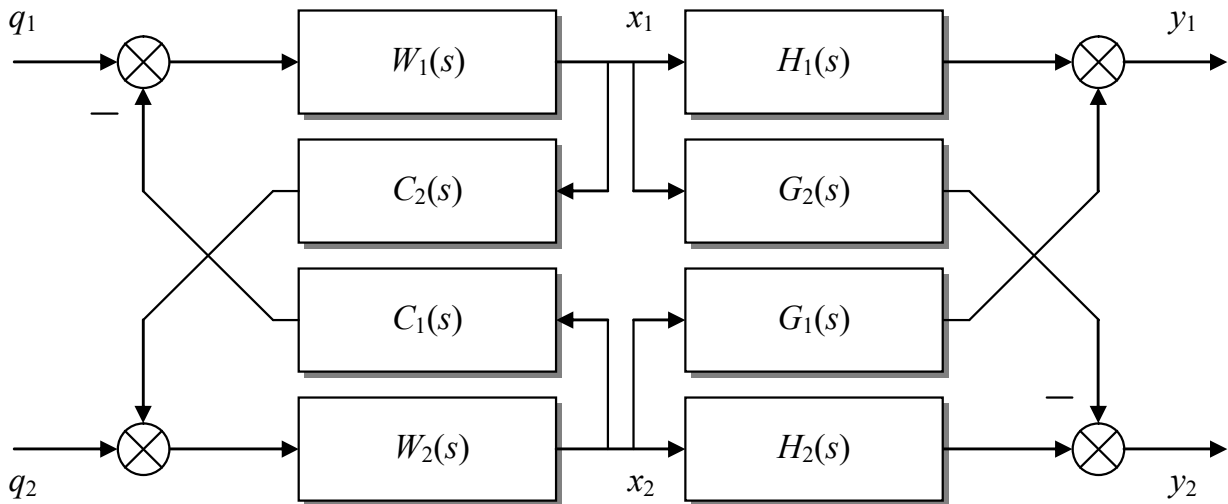 q1 x1 y1
W1(s) H1(s)
−
C2(s) G2(s)
C1(s) G1(s)
−
W2(s) H2(s)
q2 x2 y2